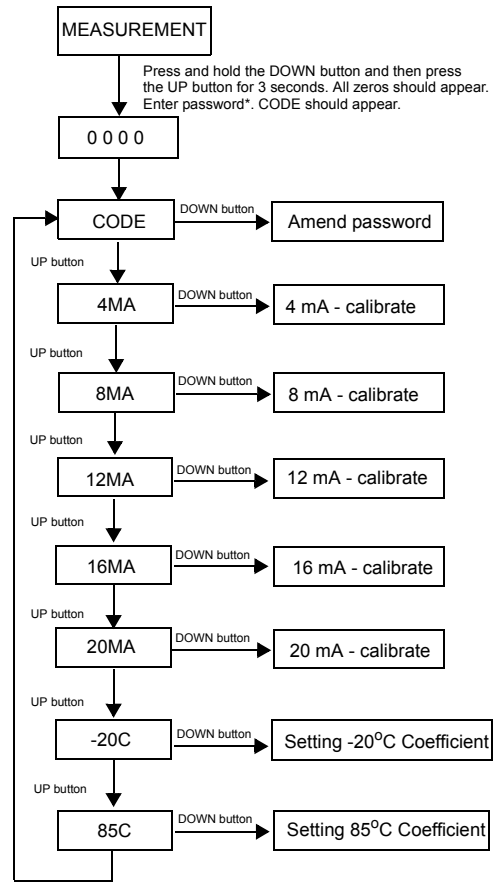 MEASUREMENT
Press and hold the DOWN button and then press
the UP button for 3 seconds. All zeros should appear.
Enter password*. CODE should appear.
0 0 0 0
CODE
DOWN button
Amend password
UP button
4MA
DOWN button
4 mA - calibrate
UP button
8MA
DOWN button
8 mA - calibrate
UP button
12MA
DOWN button
12 mA - calibrate
UP button
16MA
DOWN button
16 mA - calibrate
UP button
20MA
DOWN button
20 mA - calibrate
UP button
-20C
DOWN button
Setting -20°C Coefficient
UP button
85C
DOWN button
Setting 85°C Coefficient